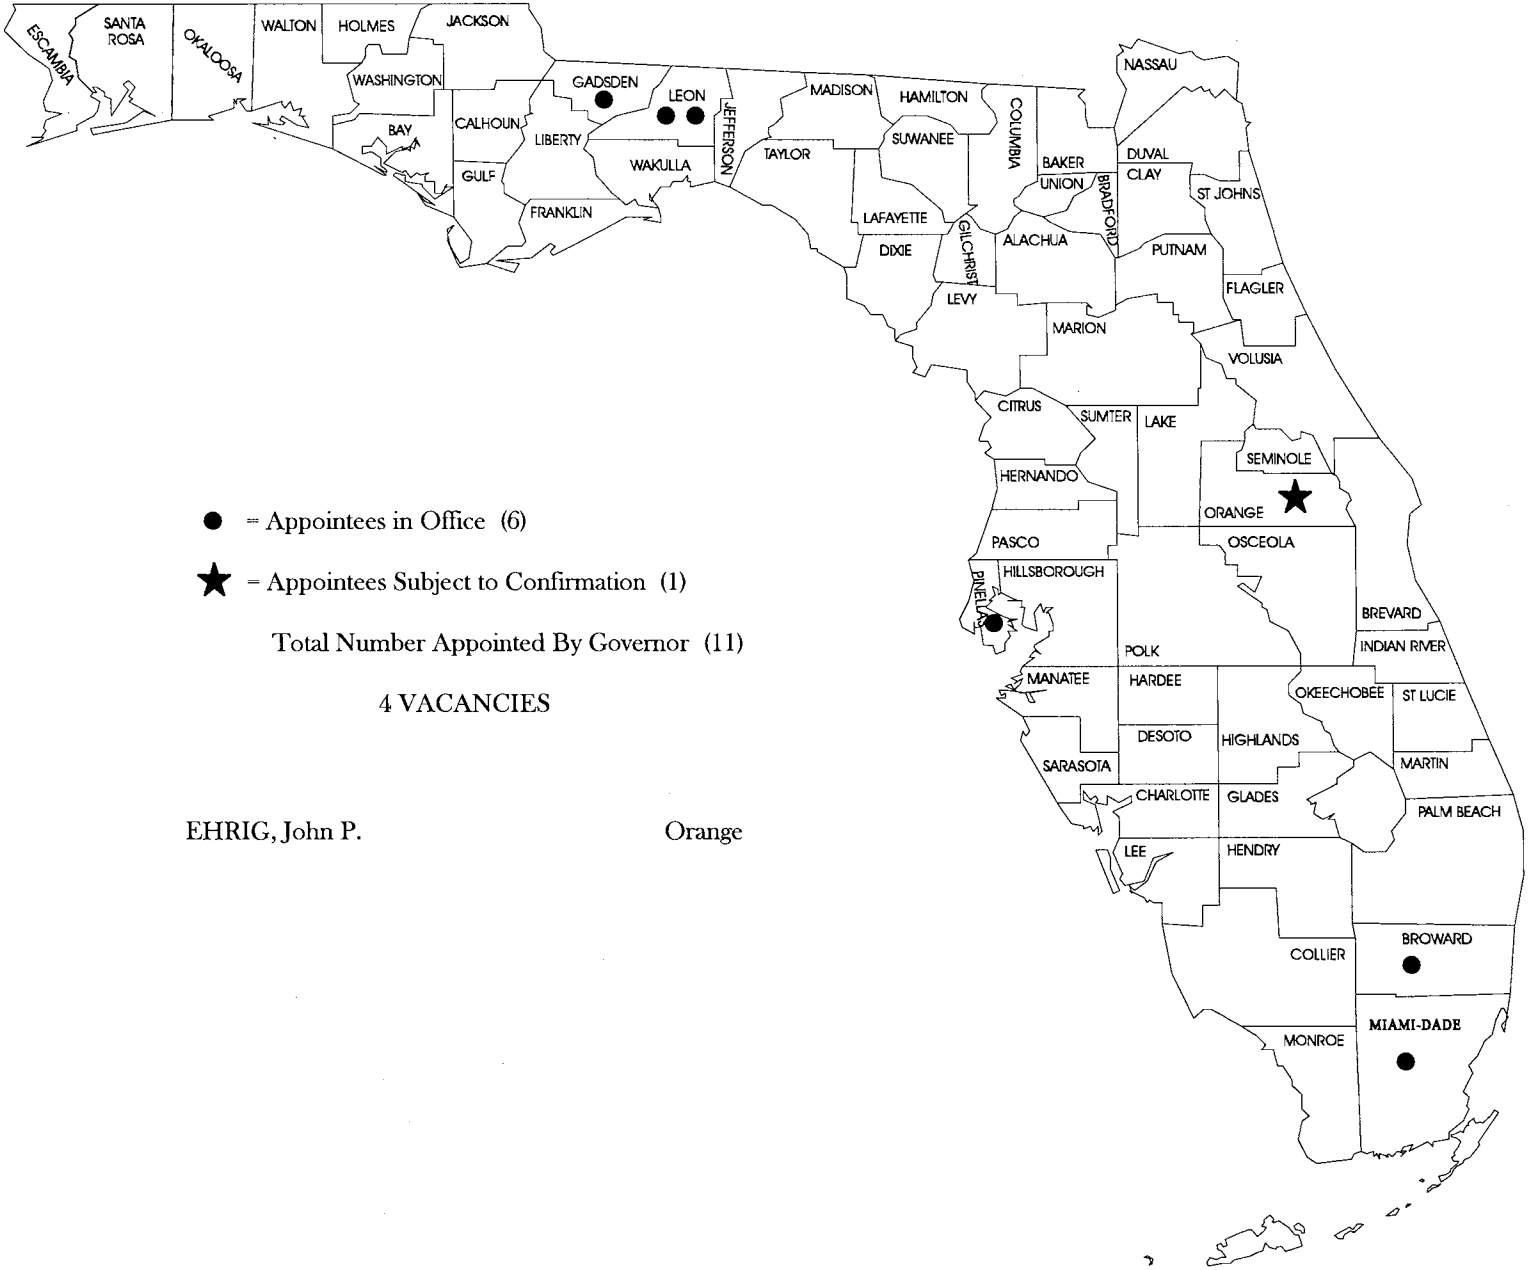 ESCAMBIA
SANTA
ROSA
OKALOOSA
WALTON
HOLMES
JACKSON
WASHINGTON
BAY
CALHOUN
GULF
GADSDEN
LIBERTY
FRANKLIN
LEON
WAKULLA
JEFFERSON
MADISON
TAYLOR
HAMILTON
SUWANEE
LAFAYETTE
DIXIE
COLUMBIA
GILCHRIST
LEVY
NASSAU
DUVAL
BAKER
UNION
BRADFORD
CLAY
ST JOHNS
ALACHUA
PUTNAM
FLAGLER
MARION
VOLUSIA
CITRUS
SUMTER
LAKE
SEMINOLE
HERNANDO
ORANGE
PASCO
OSCEOLA
PINELLAS
HILLSBOROUGH
POLK
BREVARD
INDIAN RIVER
MANATEE
HARDEE
OKEECHOBEE
ST LUCIE
DESOTO
HIGHLANDS
SARASOTA
MARTIN
CHARLOTTE
GLADES
PALM BEACH
LEE
HENDRY
COLLIER
BROWARD
MIAMI-DADE
MONROE
= Appointees in Office (6)
= Appointees Subject to Confirmation (1)
Total Number Appointed By Governor (11)
4 VACANCIES
EHRIG, John P. Orange